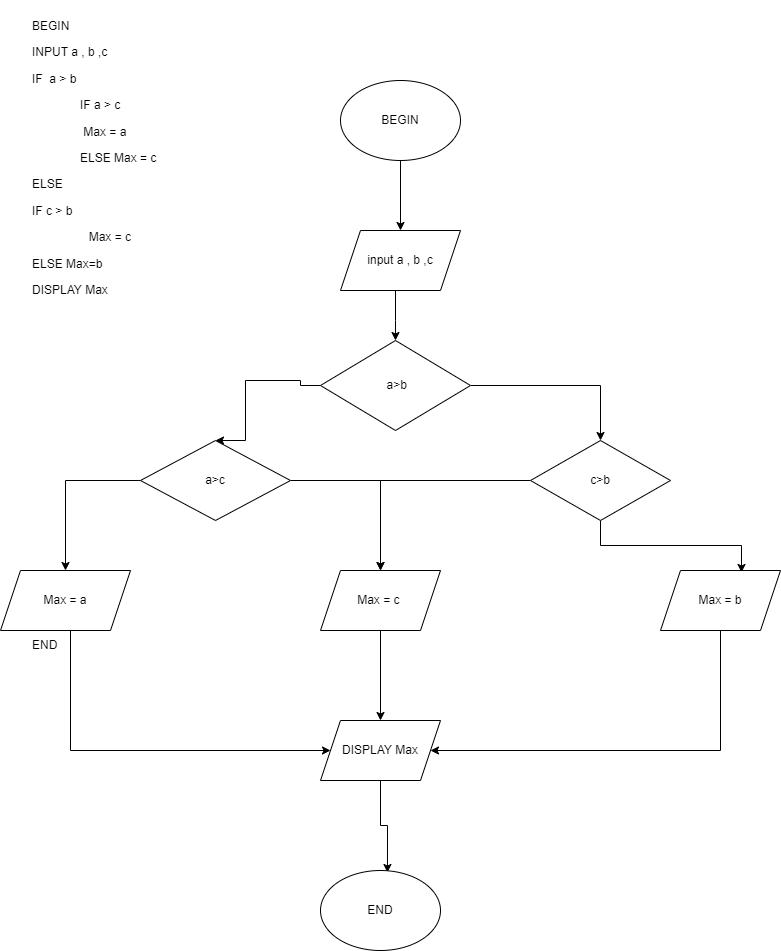 BEGIN
INPUT a , b ,c
IF  a > b
IF a > c
Max = a
ELSE Max = c
ELSE
IF c > b
Max = c
ELSE Max=b
DISPLAY Max
BEGIN
input a , b ,c
a>b
a>c
c>b
Max = a
Max = c
Max = b
END
DISPLAY Max
END